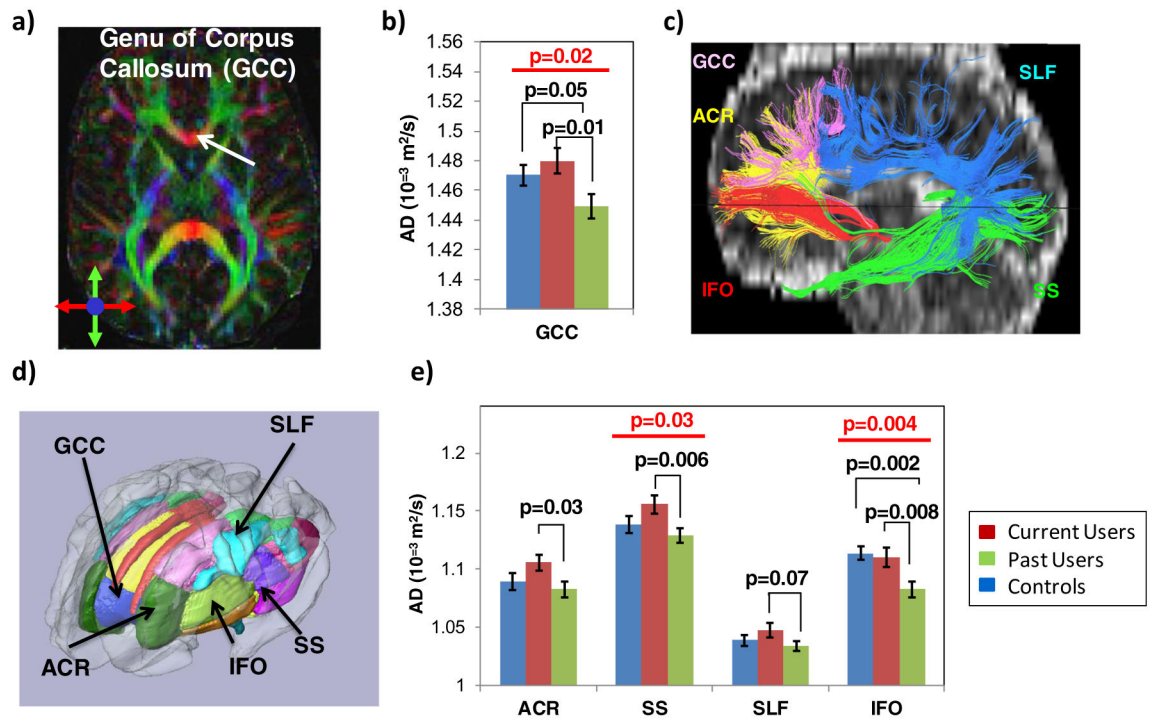 a)
Genu of Corpus
Callosum (GCC)
b)
1.56
1.54
1.52
1.5
1.48
1.46
1.44
1.42
1.4
1.38
AD (10⁼³ m²/s)
p=0.02
p=0.05
p=0.01
GCC
c)
GCC
SLF
ACR
IFO
SS
d)
GCC
SLF
ACR
IFO
SS
e)
1.2
1.15
1.1
1.05
1
AD (10⁼³ m²/s)
p=0.03
p=0.03
p=0.006
p=0.07
p=0.004
p=0.002
p=0.008
ACR
SS
SLF
IFO
Current Users
Past Users
Controls